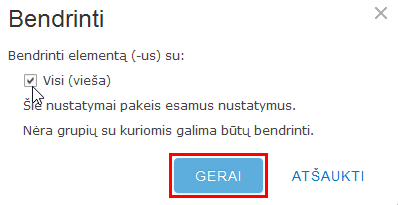 Bendrinti
Bendrinti elementą (-us) su:
Visi (vieša)
Šie nustatymai pakeis esamus nustatymus.
Nėra grupių su kuriomis galima būtų bendrinti.
GERAI ATŠAUKTI